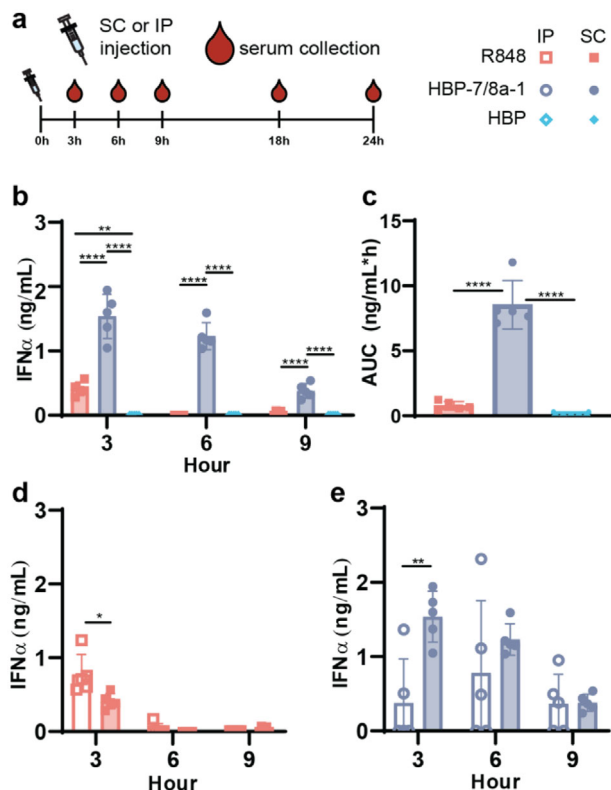 a
SC or IP
injection
serum collection
0h 3h 6h 9h 18h 24h
IP SC
R848
HBP-7/8a-1
HBP
b
IFNα (ng/mL)
3
2
1
0
**
**** ****
**** ****
**** ****
3 6 9
Hour
c
AUC (ng/mL*h)
15
10
5
0
**** ****
d
IFNα (ng/mL)
3
2
1
0
*
3 6 9
Hour
e
IFNα (ng/mL)
3
2
1
0
**
3 6 9
Hour